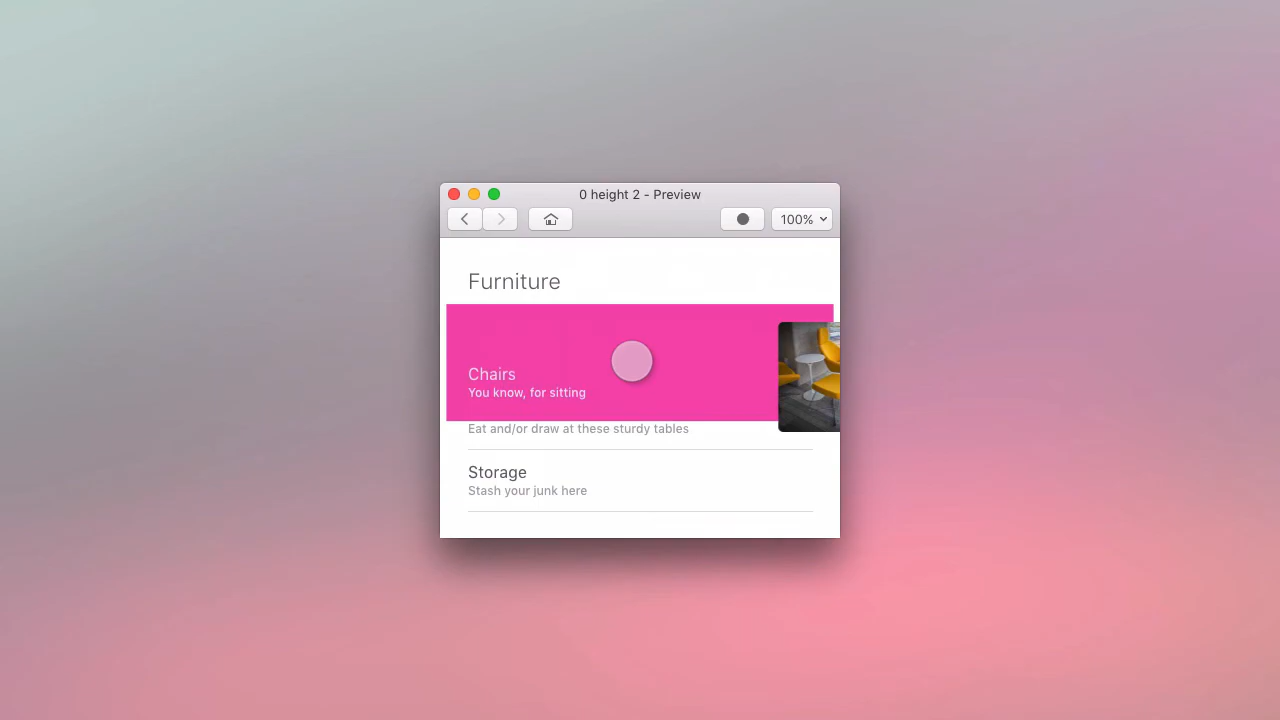 0 height 2 - Preview
100%
Furniture
Chairs
You know, for sitting
Eat and/or draw at these sturdy tables
Storage
Stash your junk here